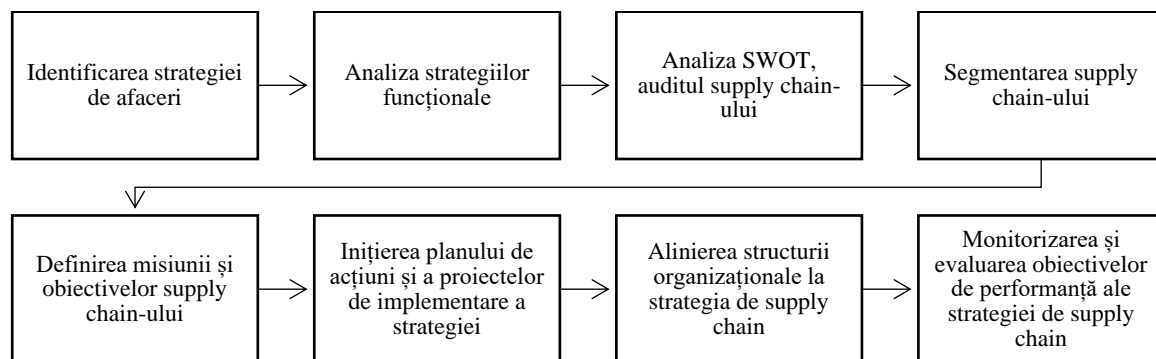 Identificarea strategiei
de afaceri
Analiza strategiilor
funcționale
Analiza SWOT,
auditul supply chain-
ului
Segmentarea supply
chain-ului
Definirea misiunii și
obiectivelor supply
chain-ului
Inițierea planului de
acțiuni și a proiectelor
de implementare a
strategiei
Alinierea structurii
organizaționale la
strategia de supply
chain
Monitorizarea și
evaluarea obiectivelor
de performanță ale
strategiei de supply
chain